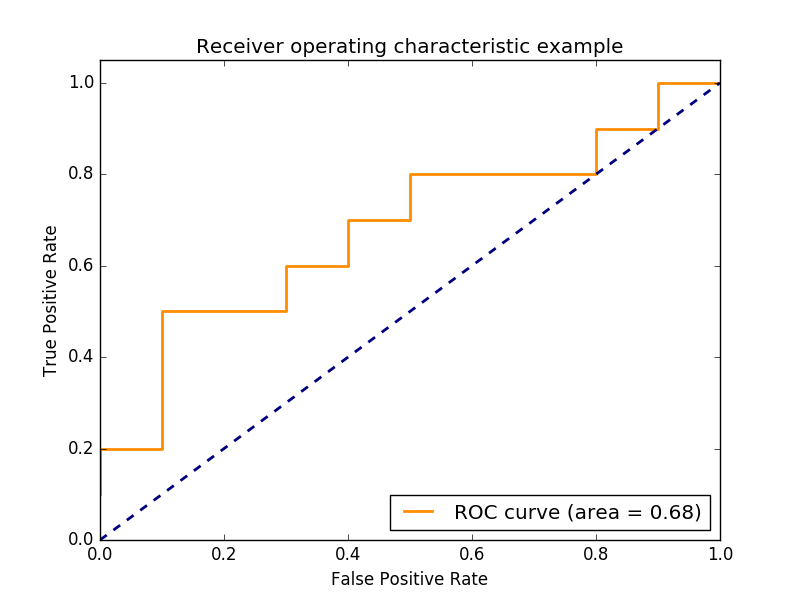 Receiver operating characteristic example
True Positive Rate
1.0
0.8
0.6
0.4
0.2
0.0
ROC curve (area = 0.68)
0.0 0.2 0.4 0.6 0.8 1.0
False Positive Rate